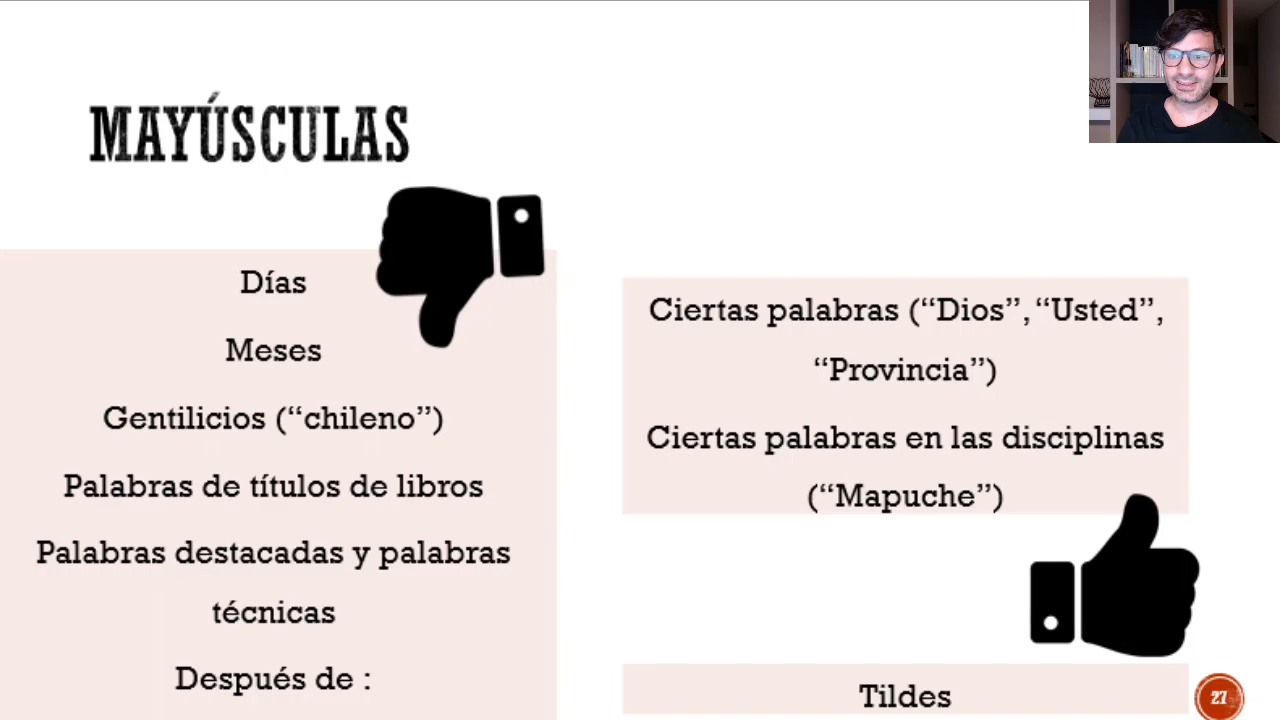 MAYÚSCULAS
Días
Meses
Gentilicios (“chileno”)
Palabras de títulos de libros
Palabras destacadas y palabras
técnicas
Después de :
Ciertas palabras (“Dios”, “Usted”,
“Provincia”)
Ciertas palabras en las disciplinas
(“Mapuche”)
Tildes
27